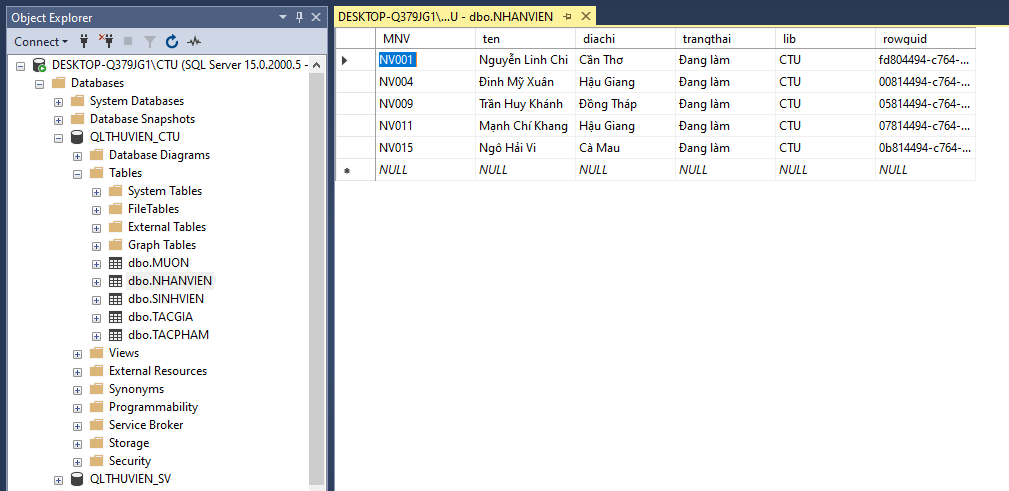 Object Explorer
Connect
DESKTOP-Q379JG1\CTU (SQL Server 15.0.2000.5 -
Databases
System Databases
Database Snapshots
QLTHUVIEN_CTU
Database Diagrams
Tables
System Tables
FileTables
External Tables
Graph Tables
dbo.MUON
dbo.NHANVIEN
dbo.SINHVIEN
dbo.TACGIA
dbo.TACPHAM
Views
External Resources
Synonyms
Programmability
Service Broker
Storage
Security
QLTHUVIEN_SV
DESKTOP-Q379JG1\...U - dbo.NHANVIEN
MNV ten diachi trangthai lib rowguid
NV001 Nguyễn Linh Chi Cần Thơ Đang làm CTU fd804494-c764-...
NV004 Đinh Mỹ Xuân Hậu Giang Đang làm CTU 00814494-c764-...
NV009 Trần Huy Khánh Đồng Tháp Đang làm CTU 05814494-c764-...
NV011 Mạnh Chí Khang Hậu Giang Đang làm CTU 07814494-c764-...
NV015 Ngô Hải Vi Cà Mau Đang làm CTU 0b814494-c764-...
NULL NULL NULL NULL NULL NULL